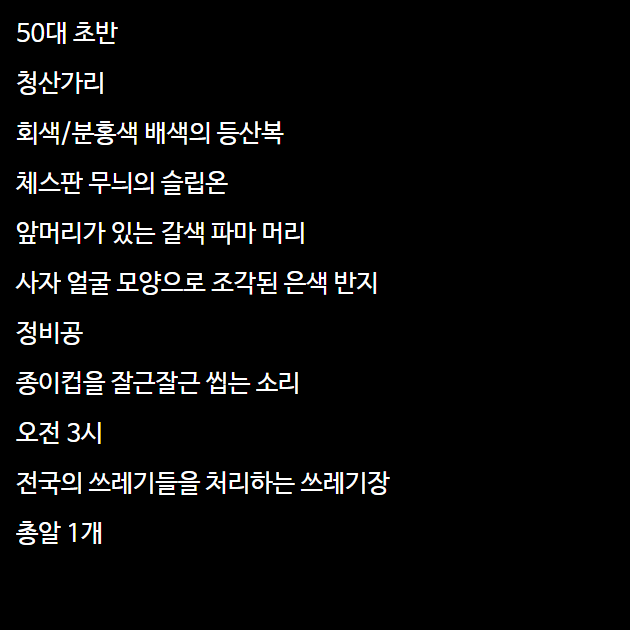 50대 초반
청산가리
회색/분홍색 배색의 등산복
체스판 무늬의 슬립온
앞머리가 있는 갈색 파마 머리
사자 얼굴 모양으로 조각된 은색 반지
정비공
종이컵을 잘근잘근 씹는 소리
오전 3시
전국의 쓰레기들을 처리하는 쓰레기장
총알 1개